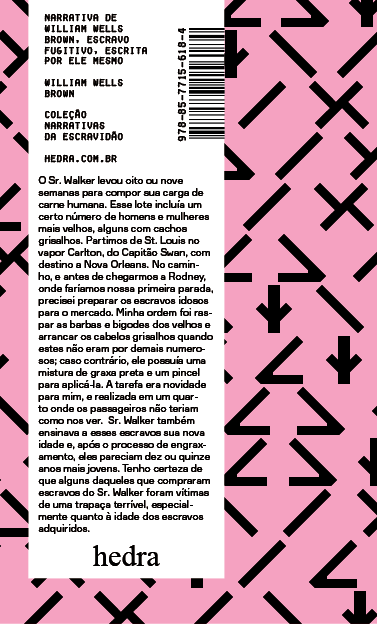 NARRATIVA DE
WILLIAM WELLS
BROWN, ESCRAVO
FUGITIVO, ESCRITA
POR ELE MESMO
WILLIAM WELLS
BROWN
COLEÇÃO
NARRATIVAS
DA ESCRAVIDÃO
HEDRA.COM.BR
978-85-7715-618-4
O Sr. Walker levou oito ou nove
semanas para compor sua carga de
carne humana. Esse lote incluía um
certo número de homens e mulheres
mais velhos, alguns com cachos
grisalhos. Partimos de St. Louis no
vapor Carlton, do Capitão Swan, com
destino a Nova Orleans. No camin-
ho, e antes de chegarmos a Rodney,
onde faríamos nossa primeira parada,
precisei preparar os escravos idosos
para o mercado. Minha ordem foi ras-
par as barbas e bigodes dos velhos e
arrancar os cabelos grisalhos quando
estes não eram por demais numero-
sos; caso contrário, ele possuía uma
mistura de graxa preta e um pincel
para aplicá-la. A tarefa era novidade
para mim, e realizada em um quar-
to onde os passageiros não teriam
como nos ver. Sr. Walker também
ensinava a esses escravos sua nova
idade e, após o processo de engrax-
amento, eles pareciam dez ou quinze
anos mais jovens. Tenho certeza de
que alguns daqueles que compraram
escravos do Sr. Walker foram vítimas
de uma trapaça terrível, especial-
mente quanto à idade dos escravos
adquiridos.
hedra